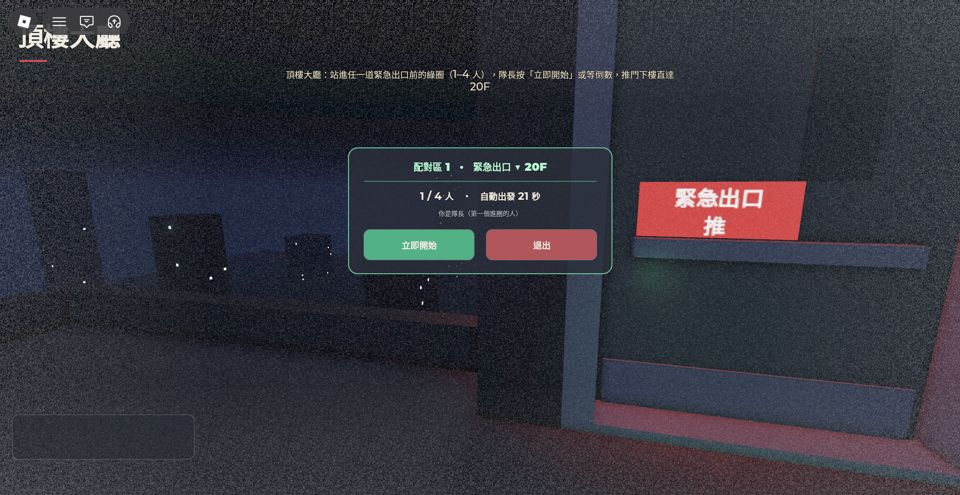 頂樓大廳
頂樓大廳：站進任一道緊急出口前的綠圈（1–4 人），隊長按「立即開始」或等倒數，推門下樓直達
20F
配對區 1 • 緊急出口 ▼ 20F
1 / 4 人 • 自動出發 21 秒
你是隊長（第一個進圈的人）
立即開始 退出
緊急出口
推